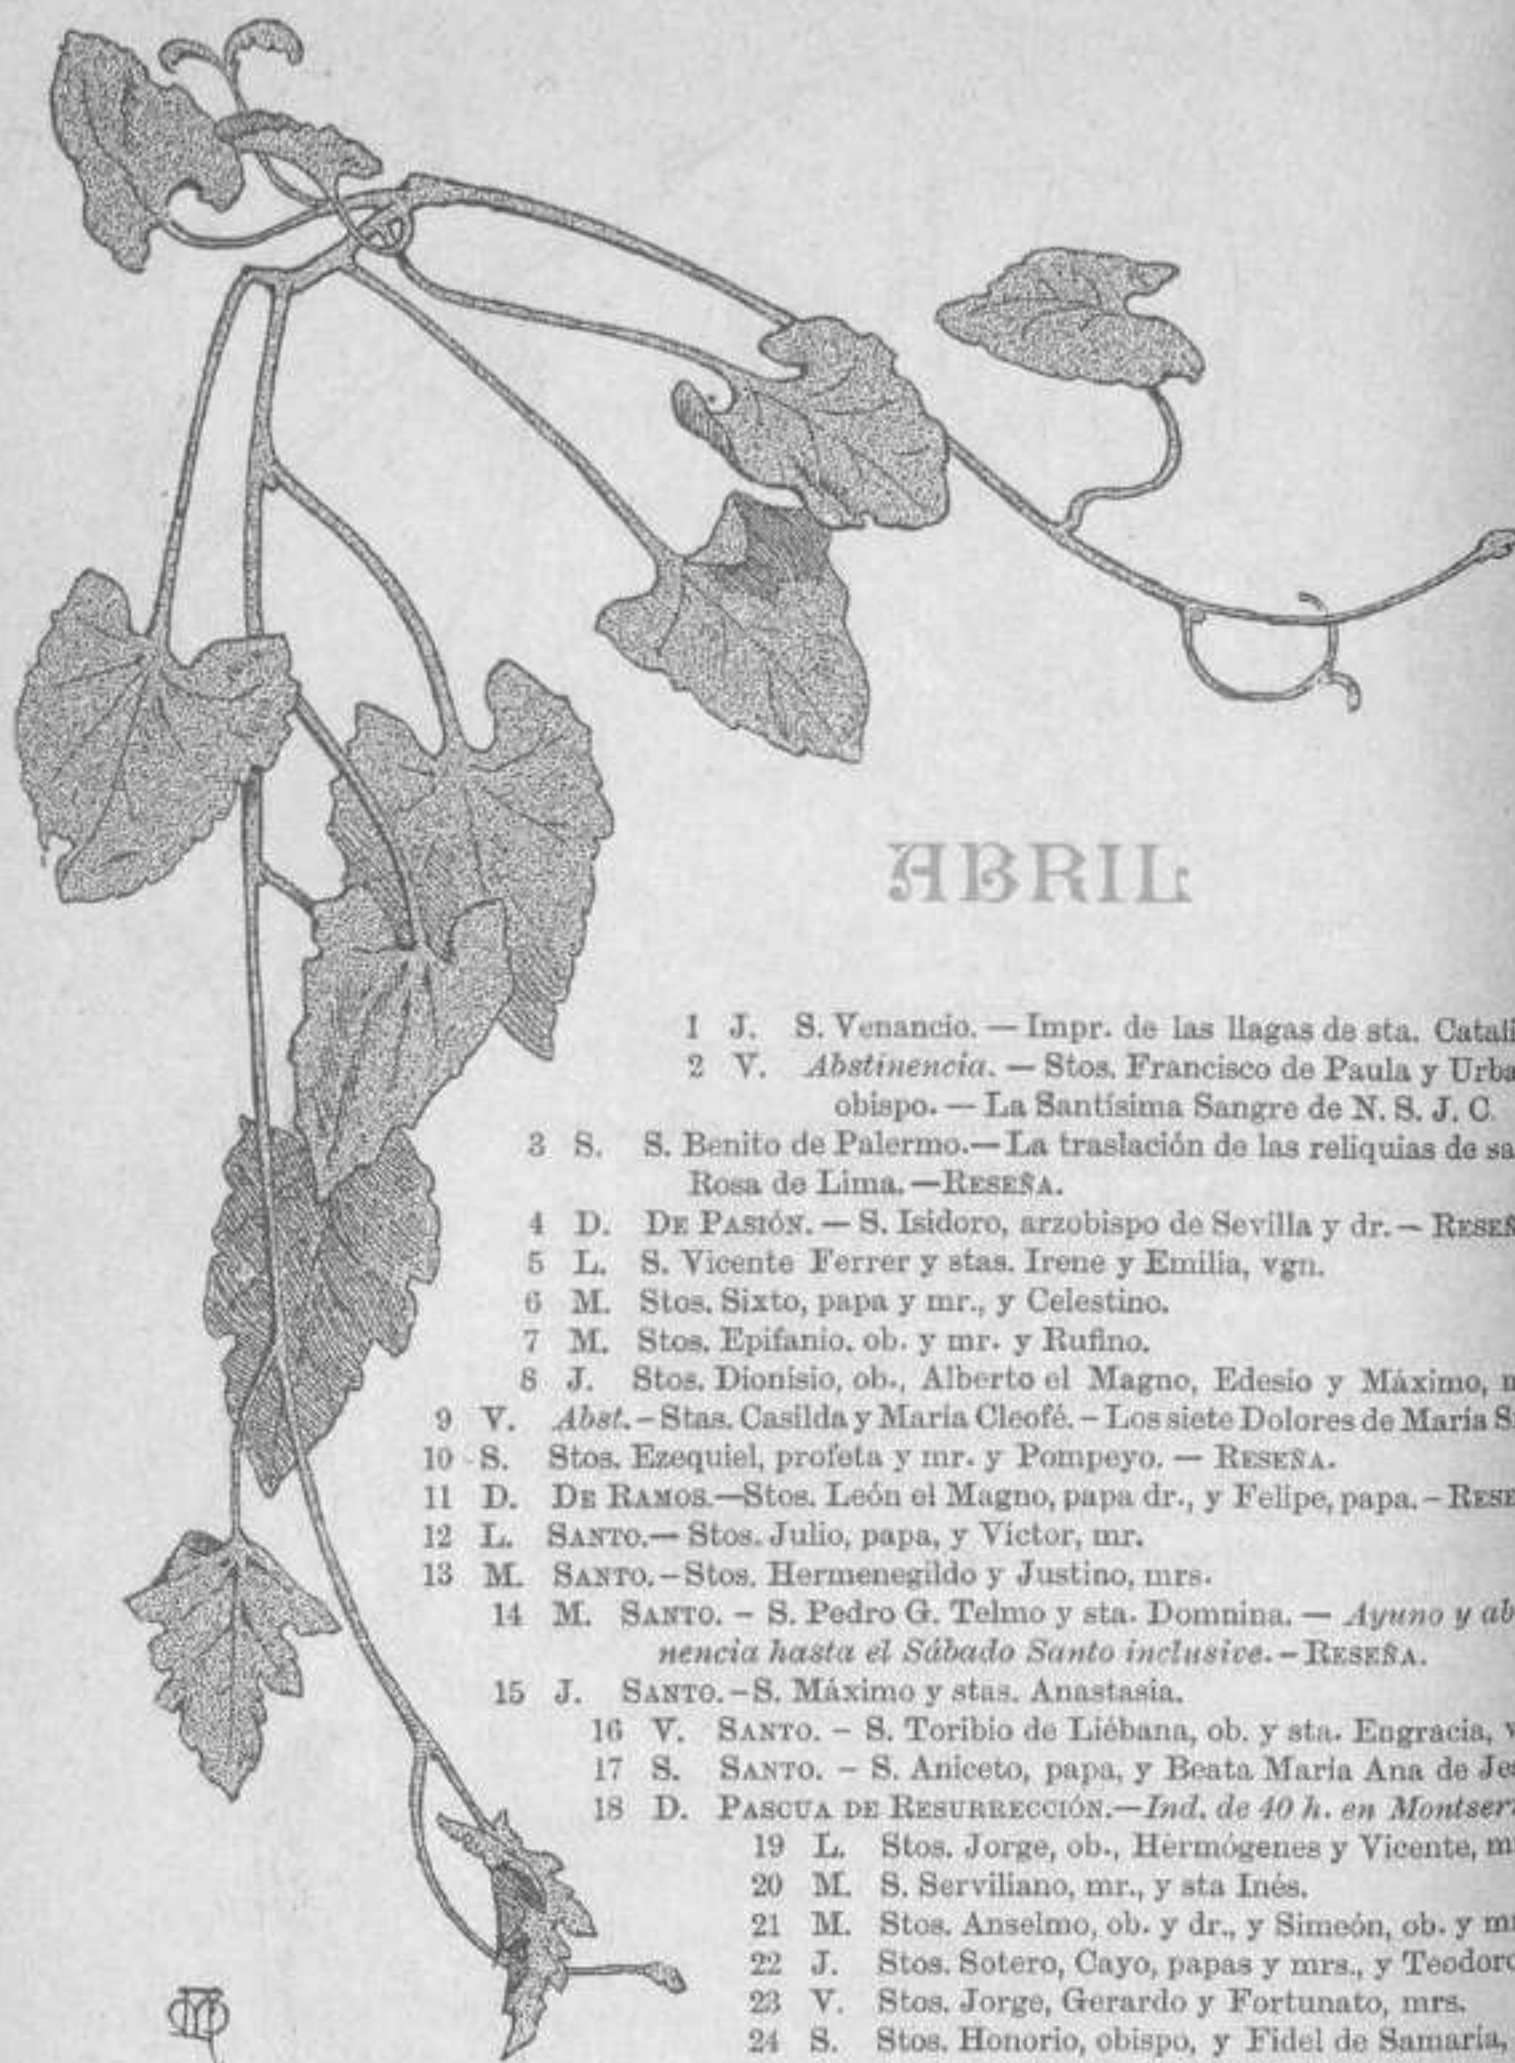 ABRIL
1 J. S. Venancio. — Impr. de las llagas de sta.
2 V. Abstinencia. — Stos. Francisco de Paula y
obispo. — La Santísima Sangre de N. S. J. C.
3 S. S. Benito de Palermo.—La traslación de las reliquias de
Rosa de Lima.—RESEÑA.
4 D. DE PASIÓN. — S. Isidoro, arzobispo de Sevilla y dr. —
5 L. S. Vicente Ferrer y stas. Irene y Emilia, vgn.
6 M. Stos. Sixto, papa y mr., y Celestino.
7 M. Stos. Epifanio, ob. y mr. y Rufino.
8 J. Stos. Dionisio, ob., Alberto el Magno, Edesio y Máximo,
9 V. Abst.–Stas. Casilda y María Cleofé.–Los siete Dolores de María
10 S. Stos. Ezequiel, profeta y mr. y Pompeyo. — RESEÑA.
11 D. DE RAMOS.—Stos. León el Magno, papa dr., y Felipe, papa.–
12 L. SANTO.— Stos. Julio, papa, y Víctor, mr.
13 M. SANTO.–Stos. Hermenegildo y Justino, mrs.
14 M. SANTO. – S. Pedro G. Telmo y sta. Domnina. — Ayuno y
nencia hasta el Sábado Santo inclusive.–RESEÑA.
15 J. SANTO.–S. Máximo y stas. Anastasia.
16 V. SANTO. – S. Toribio de Liébana, ob. y sta. Engracia,
17 S. SANTO. – S. Aniceto, papa, y Beata María Ana de
18 D. PASCUA DE RESURRECCIÓN.—Ind. de 40 h. en
19 L. Stos. Jorge, ob., Hermógenes y Vicente,
20 M. S. Serviliano, mr., y sta Inés.
21 M. Stos. Anselmo, ob. y dr., y Simeón, ob. y
22 J. Stos. Sotero, Cayo, papas y mrs., y
23 V. Stos. Jorge, Gerardo y Fortunato, mrs.
24 S. Stos. Honorio, obispo, y Fidel de Samaria,